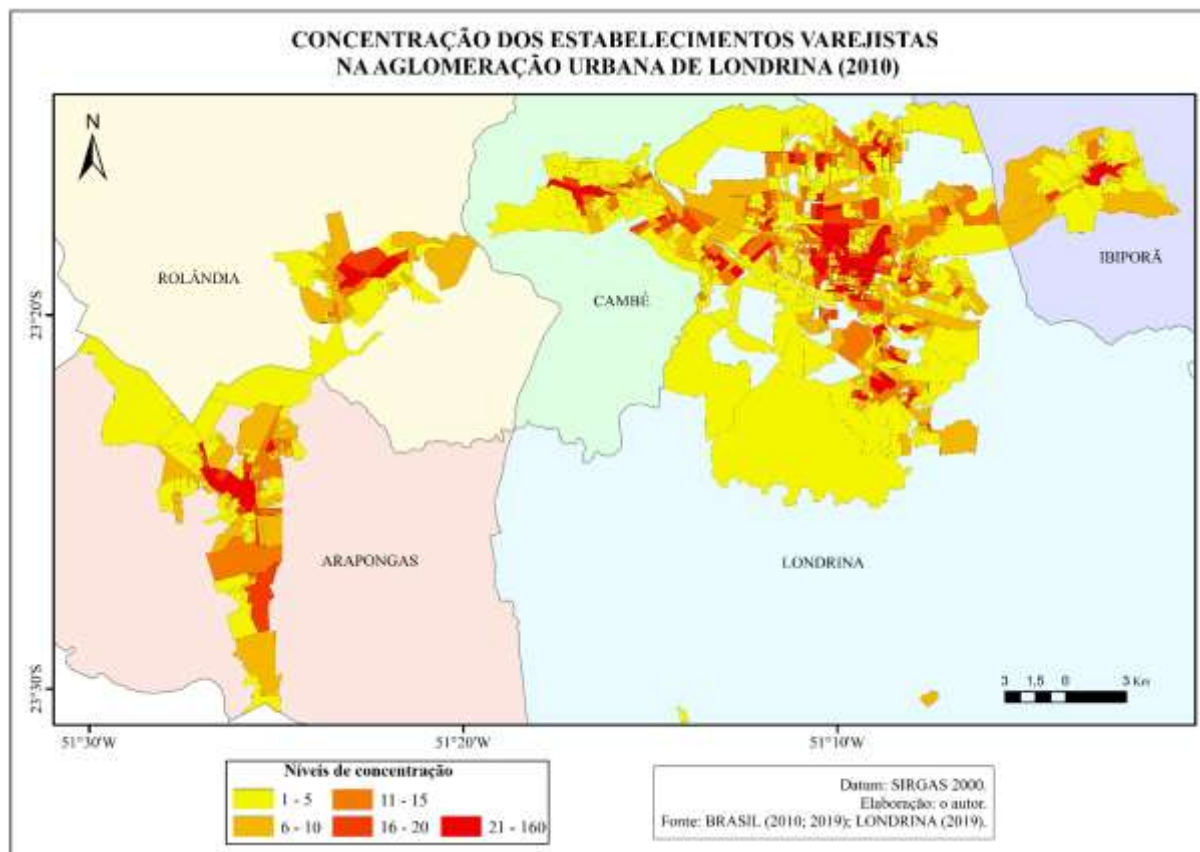 CONCENTRAÇÃO DOS ESTABELECIMENTOS VAREJISTAS
NA AGLOMERAÇÃO URBANA DE LONDRINA (2010)
N
ROLÂNDIA
CAMBÉ
IBIPORÃ
ARAPONGAS
LONDRINA
23°20'S
23°30'S
3 1,5 0 3 Km
51°30'W 51°20'W 51°10'W
Níveis de concentração
1 - 5
11 - 15
6 - 10
16 - 20
21 - 160
Datum: SIRGAS 2000.
Elaboração: o autor.
Fonte: BRASIL (2010; 2019); LONDRINA (2019).